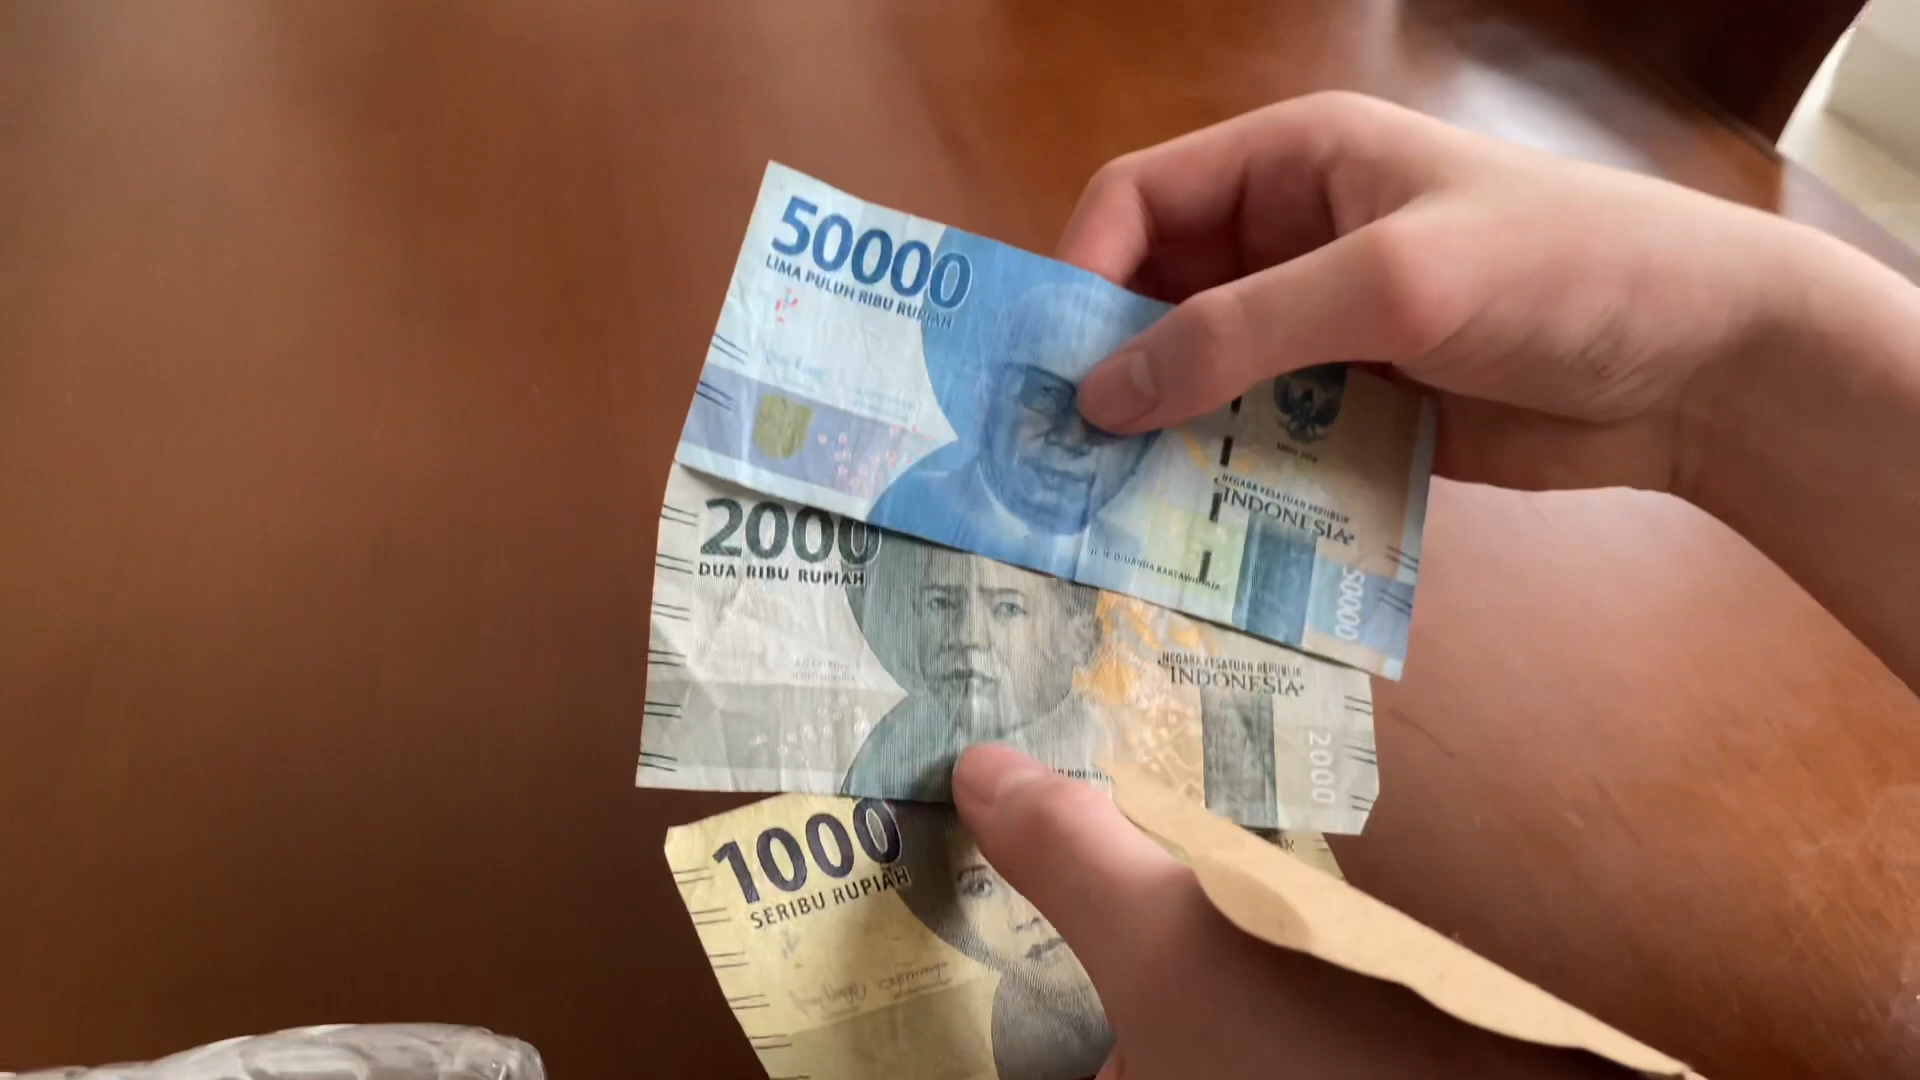 50000
LIMA PULUH RIBU RUPIAH
NEGARA KESATUAN REPUBLIK
INDONESIA
50000
2000
DUA RIBU RUPIAH
NEGARA KESATUAN REPUBLIK
INDONESIA
2000
1000
SERIBU RUPIAH